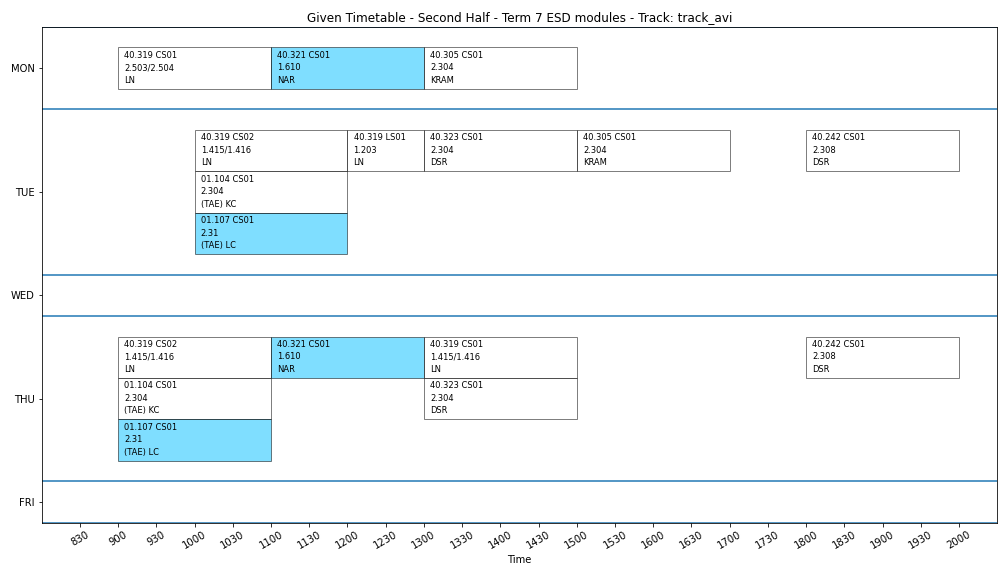 Given Timetable - Second Half - Term 7 ESD modules - Track: track_avi
MON
40.319 CS01
2.503/2.504
LN
40.321 CS01
1.610
NAR
40.305 CS01
2.304
KRAM
TUE
40.319 CS02
1.415/1.416
LN
40.319 LS01
1.203
LN
40.323 CS01
2.304
DSR
40.305 CS01
2.304
KRAM
40.242 CS01
2.308
DSR
01.104 CS01
2.304
(TAE) KC
01.107 CS01
2.31
(TAE) LC
WED
THU
40.319 CS02
1.415/1.416
LN
40.321 CS01
1.610
NAR
40.319 CS01
1.415/1.416
LN
40.242 CS01
2.308
DSR
01.104 CS01
2.304
(TAE) KC
40.323 CS01
2.304
DSR
01.107 CS01
2.31
(TAE) LC
FRI
830 900 930 1000 1030 1100 1130 1200 1230 1300 1330 1400 1430 1500 1530 1600 1630 1700 1730 1800 1830 1900 1930 2000
Time